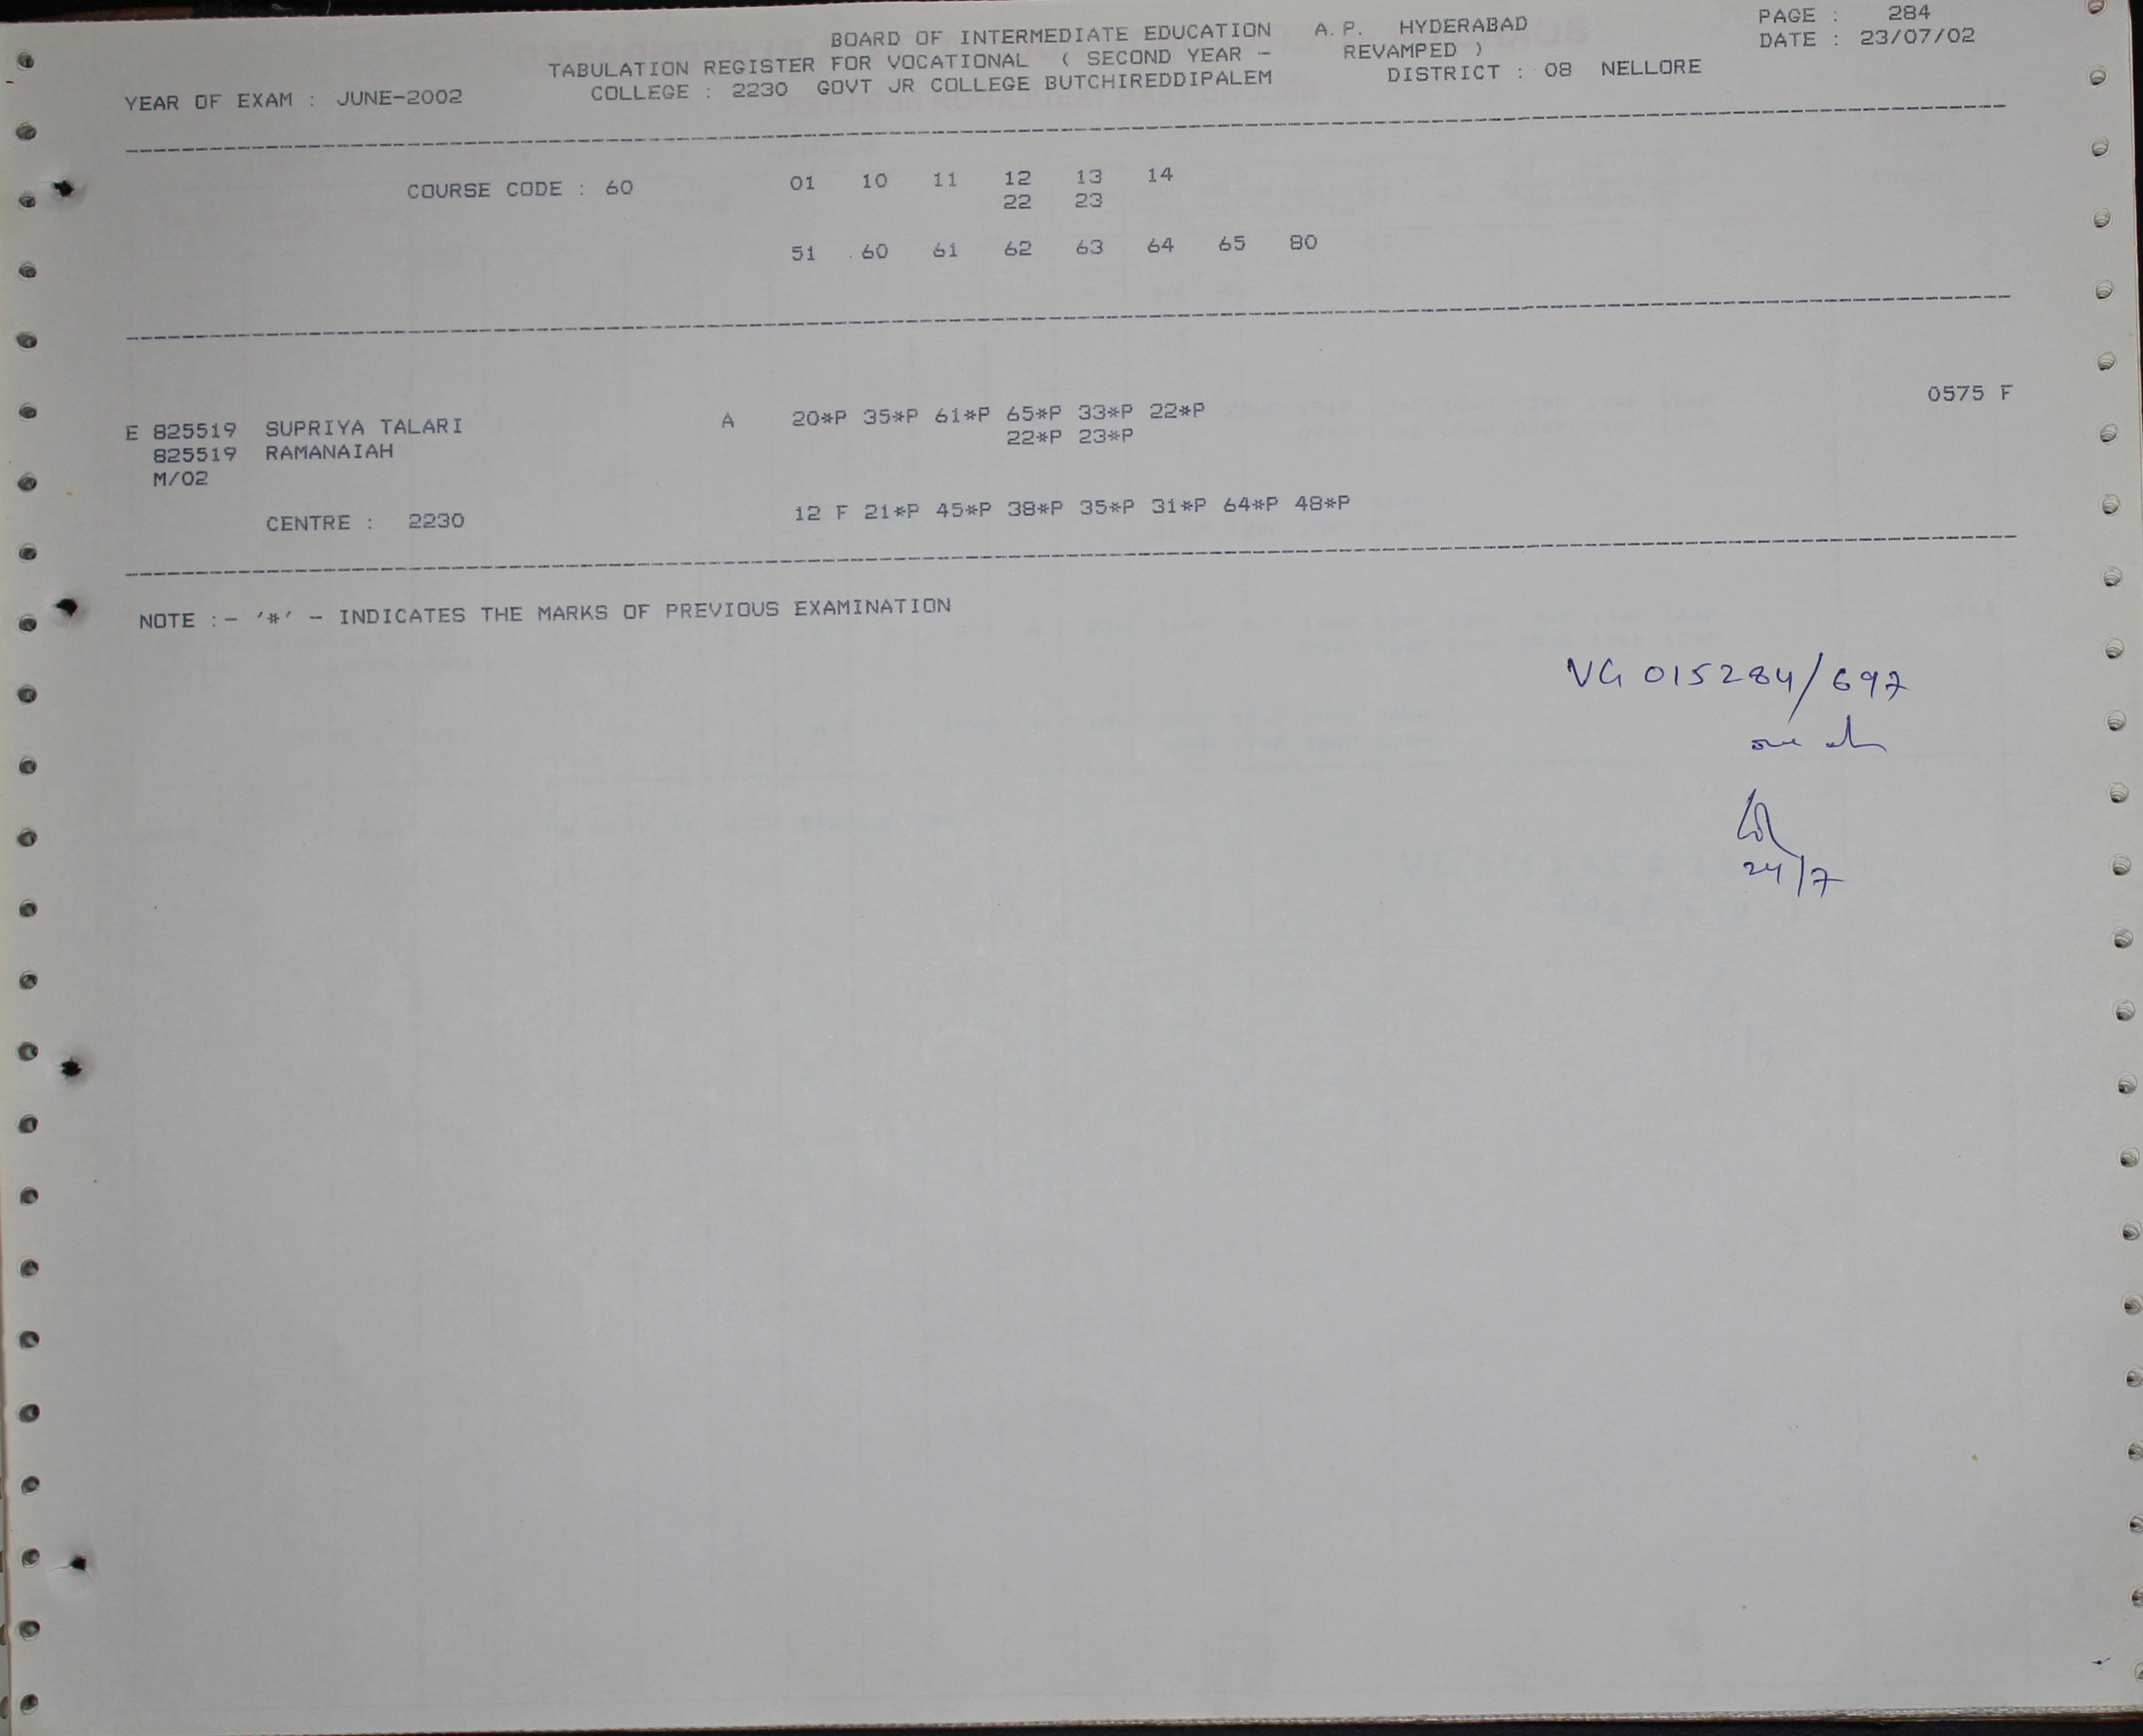 PAGE : 284
BOARD OF INTERMEDIATE EDUCATION A.P. HYDERABAD
DATE : 23/07/02
TABULATION REGISTER FOR VOCATIONAL ( SECOND YEAR - REVAMPED )
YEAR OF EXAM : JUNE-2002 COLLEGE : 2230 GOVT JR COLLEGE BUTCHIREDDIPALEM DISTRICT : 08 NELLORE
COURSE CODE : 60 01 10 11 12 13 14
22 23
51 60 61 62 63 64 65 80
0575 F
E 825519 SUPRIYA TALARI A 20*P 35*P 61*P 65*P 33*P 22*P
825519 RAMANAIAH 22*P 23*P
M/02
CENTRE : 2230 12 F 21*P 45*P 38*P 35*P 31*P 64*P 48*P
NOTE :- '*' - INDICATES THE MARKS OF PREVIOUS EXAMINATION
VG 015284/697
24/7